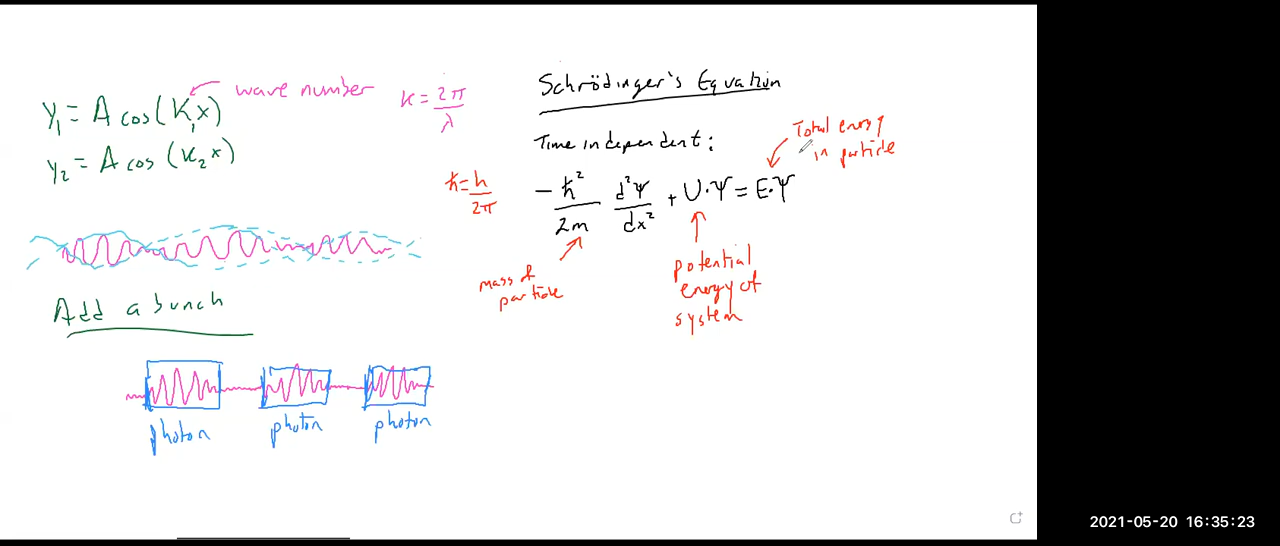 y₁ = A cos(K₁x)
wave number
y₂ = A cos(K₂x)
K = 2π/λ
Add a bunch
photon photon photon
Schrödinger's Equation
Time independent:
ħ = h/2π
-ħ²/2m d²Ψ/dx² + U·Ψ = E·Ψ
Total energy
in particle
mass of
particle
potential
energy of
system
2021-05-20 16:35:23